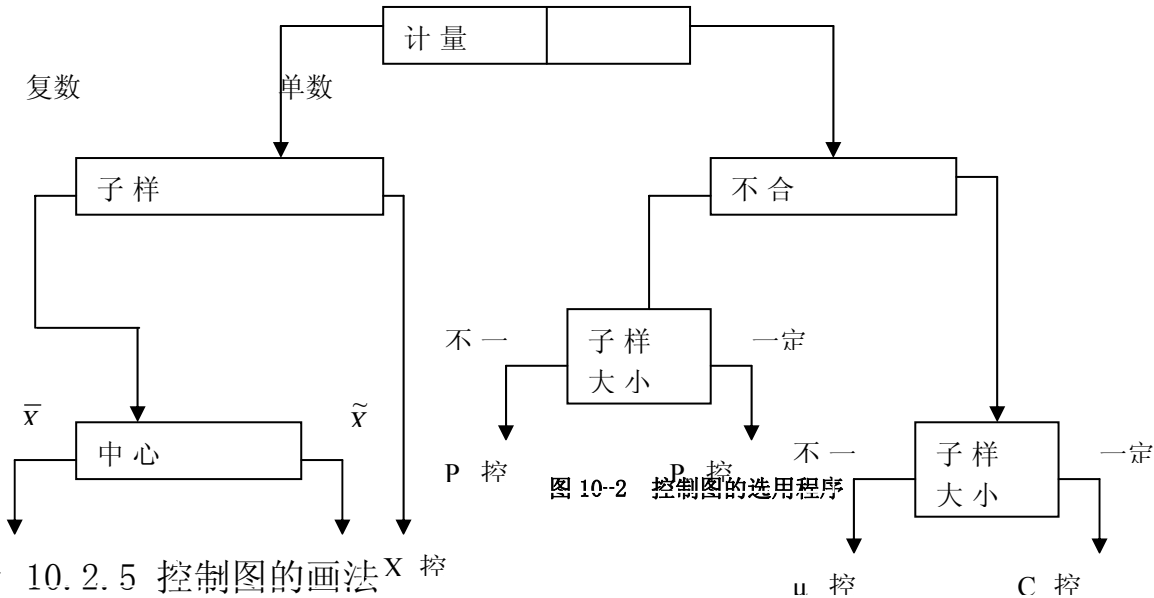 计 量
复数
单数
子 样
不 合
不 一
子 样
大 小
一定
x̅
x̃
中 心
P 控
P 控
图 10-2 控制图的选用程序
不 一
子 样
大 小
一定
10.2.5 控制图的画法
X 控
μ 控
C 控